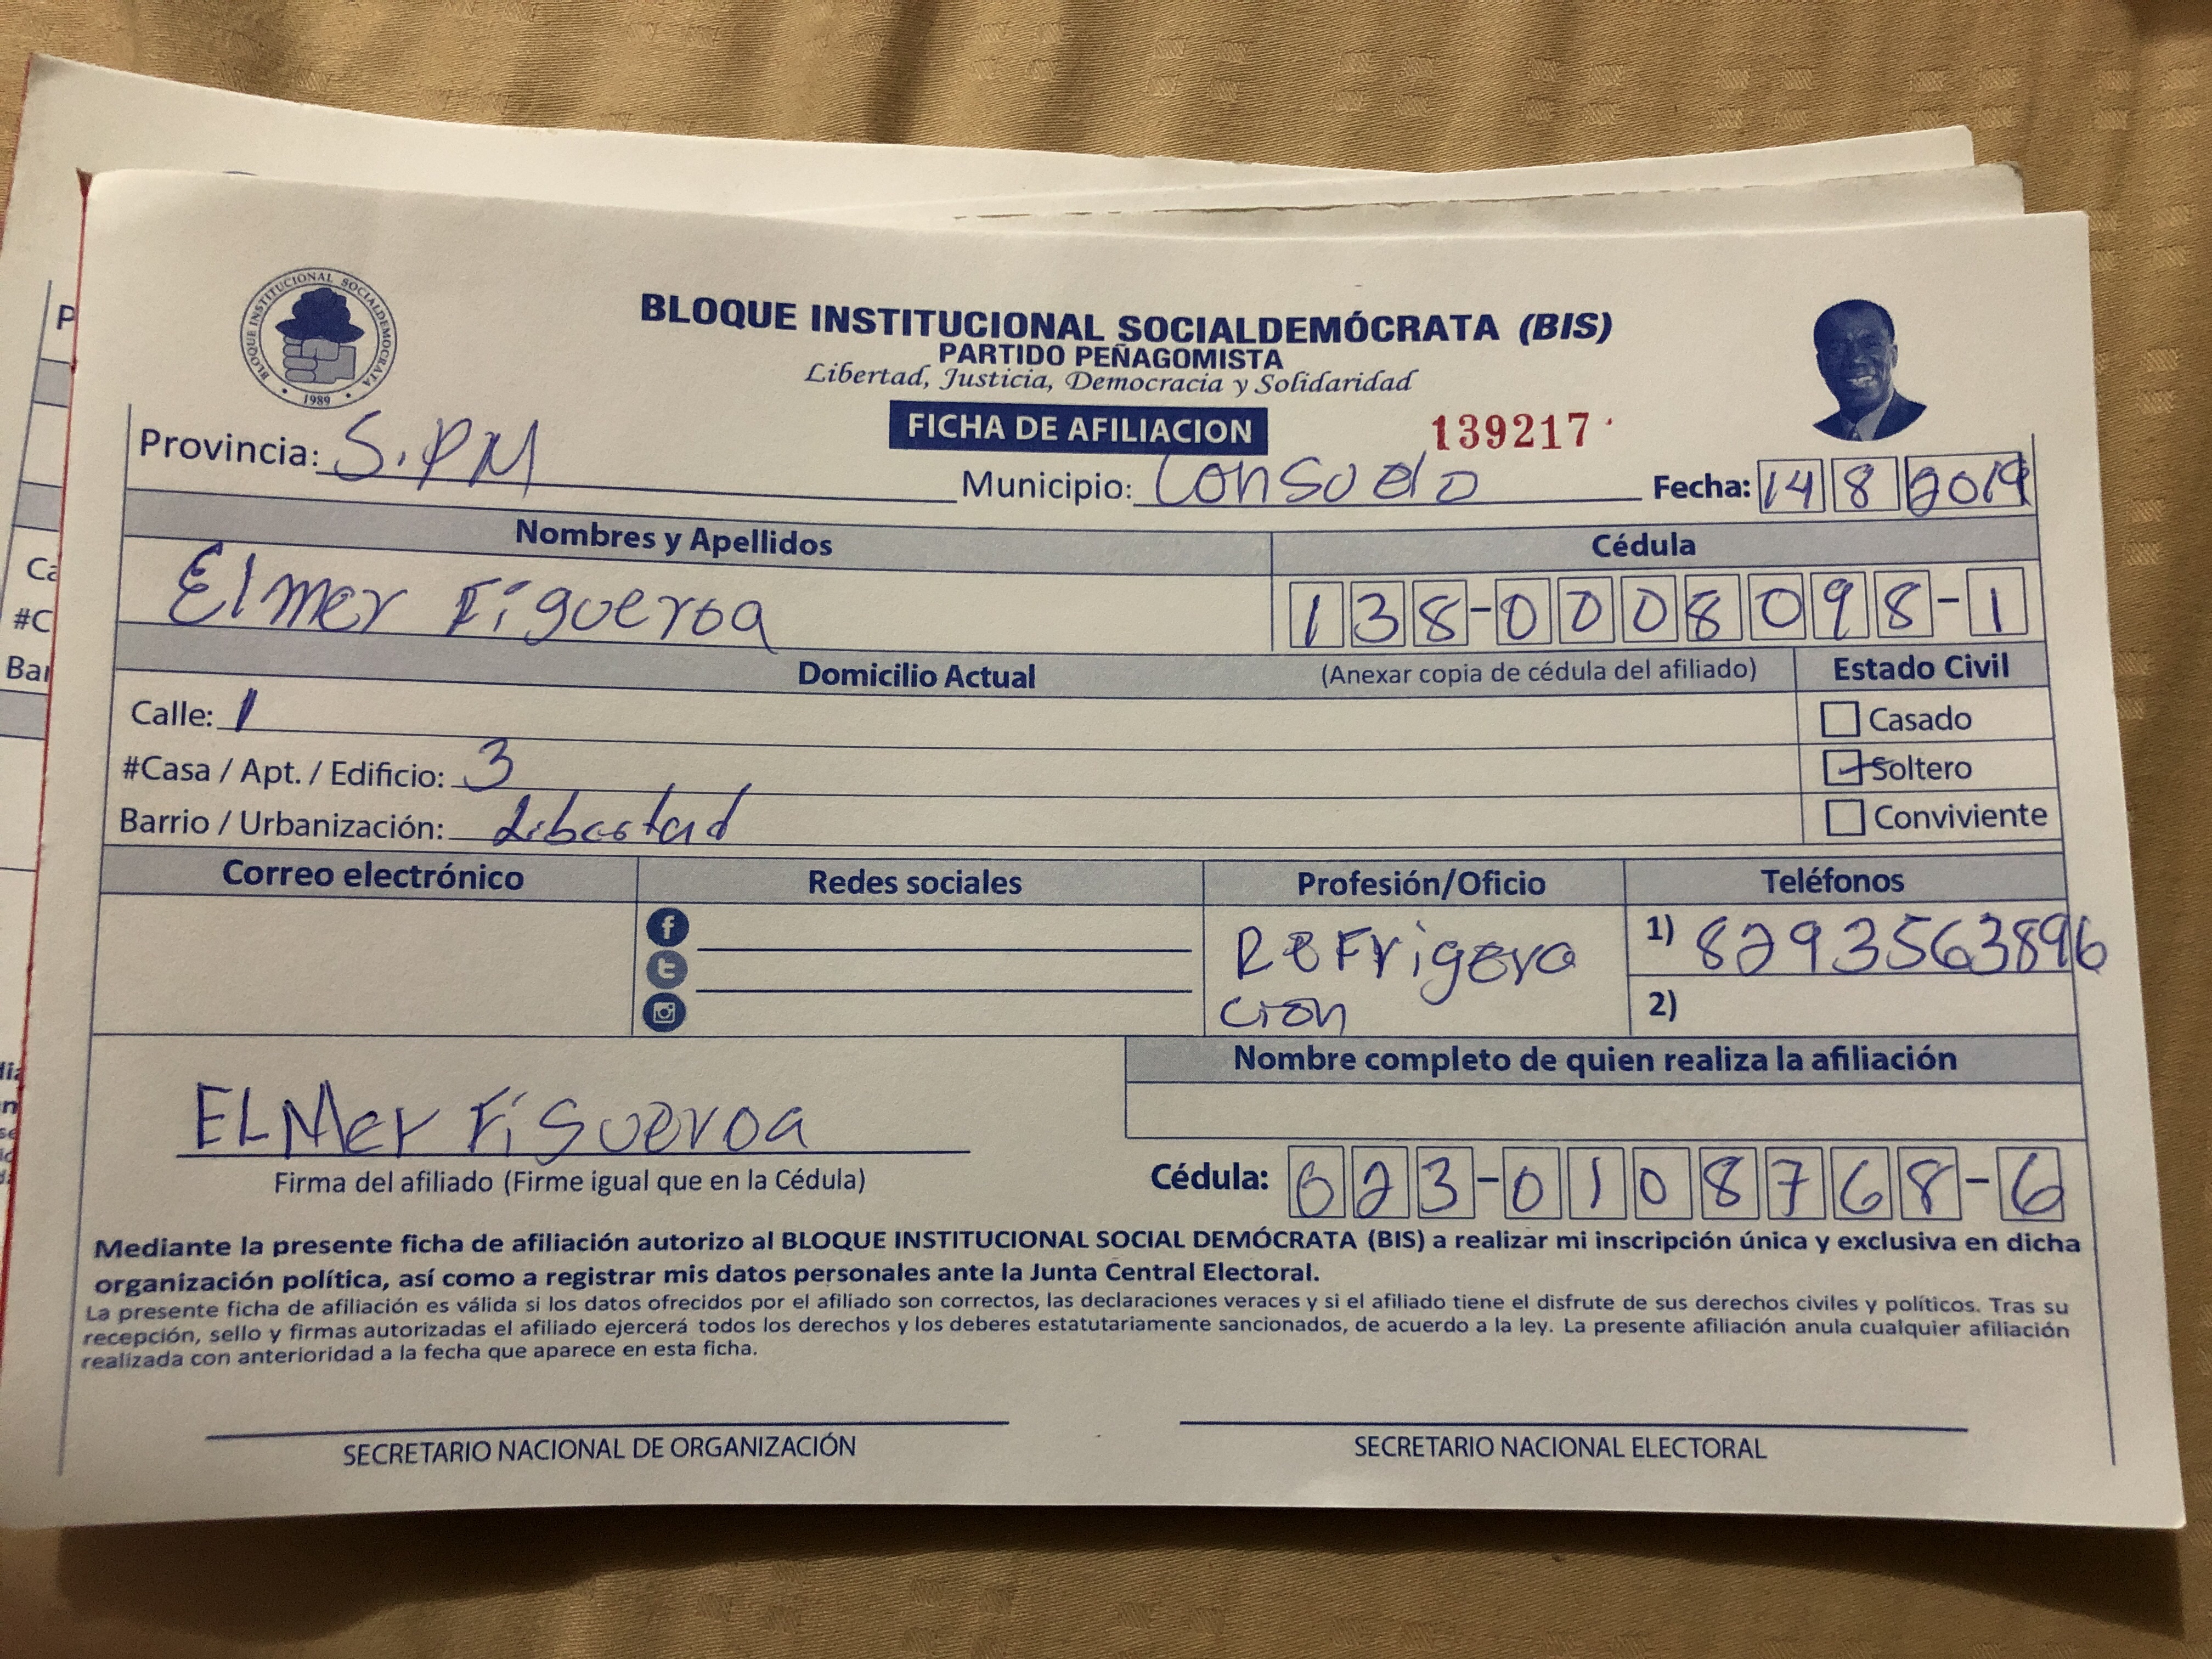 BLOQUE INSTITUCIONAL SOCIALDEMOCRATA
1989
BLOQUE INSTITUCIONAL SOCIALDEMÓCRATA (BIS)
PARTIDO PEÑAGOMISTA
Libertad, Justicia, Democracia y Solidaridad
FICHA DE AFILIACION 139217
Provincia: S.PM Municipio: Consuelo Fecha: 14 8 2019
Nombres y Apellidos Cédula
Elmer Figueroa 138-0008098-1
Domicilio Actual (Anexar copia de cédula del afiliado) Estado Civil
Calle: 1 Casado
#Casa / Apt. / Edificio: 3 Soltero
Barrio / Urbanización: Libertad Conviviente
Correo electrónico Redes sociales Profesión/Oficio Teléfonos
Refrigera 1) 8293563896
cion 2)
Nombre completo de quien realiza la afiliación
ELMer Figueroa
Firma del afiliado (Firme igual que en la Cédula) Cédula: 023-0108768-6
Mediante la presente ficha de afiliación autorizo al BLOQUE INSTITUCIONAL SOCIAL DEMÓCRATA (BIS) a realizar mi inscripción única y exclusiva en dicha
organización política, así como a registrar mis datos personales ante la Junta Central Electoral.
La presente ficha de afiliación es válida si los datos ofrecidos por el afiliado son correctos, las declaraciones veraces y si el afiliado tiene el disfrute de sus derechos civiles y políticos. Tras su
recepción, sello y firmas autorizadas el afiliado ejercerá todos los derechos y los deberes estatutariamente sancionados, de acuerdo a la ley. La presente afiliación anula cualquier afiliación
realizada con anterioridad a la fecha que aparece en esta ficha.
SECRETARIO NACIONAL DE ORGANIZACIÓN SECRETARIO NACIONAL ELECTORAL